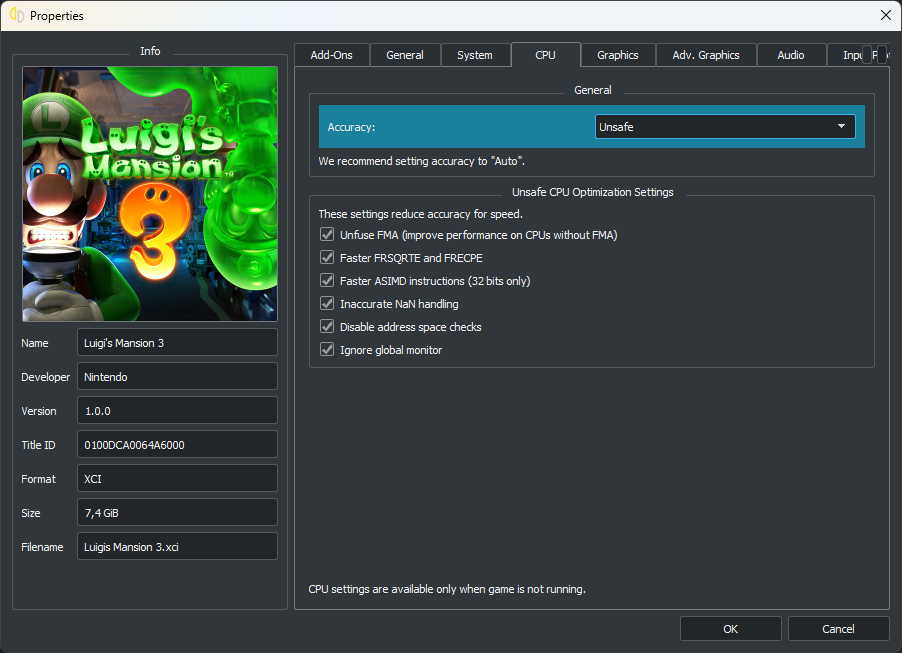 Properties
Info
Luigi's
Mansion™
3
Name Luigi's Mansion 3
Developer Nintendo
Version 1.0.0
Title ID 0100DCA0064A6000
Format XCI
Size 7,4 GiB
Filename Luigis Mansion 3.xci
Add-Ons General System CPU Graphics Adv. Graphics Audio
General
Accuracy: Unsafe
We recommend setting accuracy to "Auto".
Unsafe CPU Optimization Settings
These settings reduce accuracy for speed.
Unfuse FMA (improve performance on CPUs without FMA)
Faster FRSQRTE and FRECPE
Faster ASIMD instructions (32 bits only)
Inaccurate NaN handling
Disable address space checks
Ignore global monitor
CPU settings are available only when game is not running.
OK Cancel